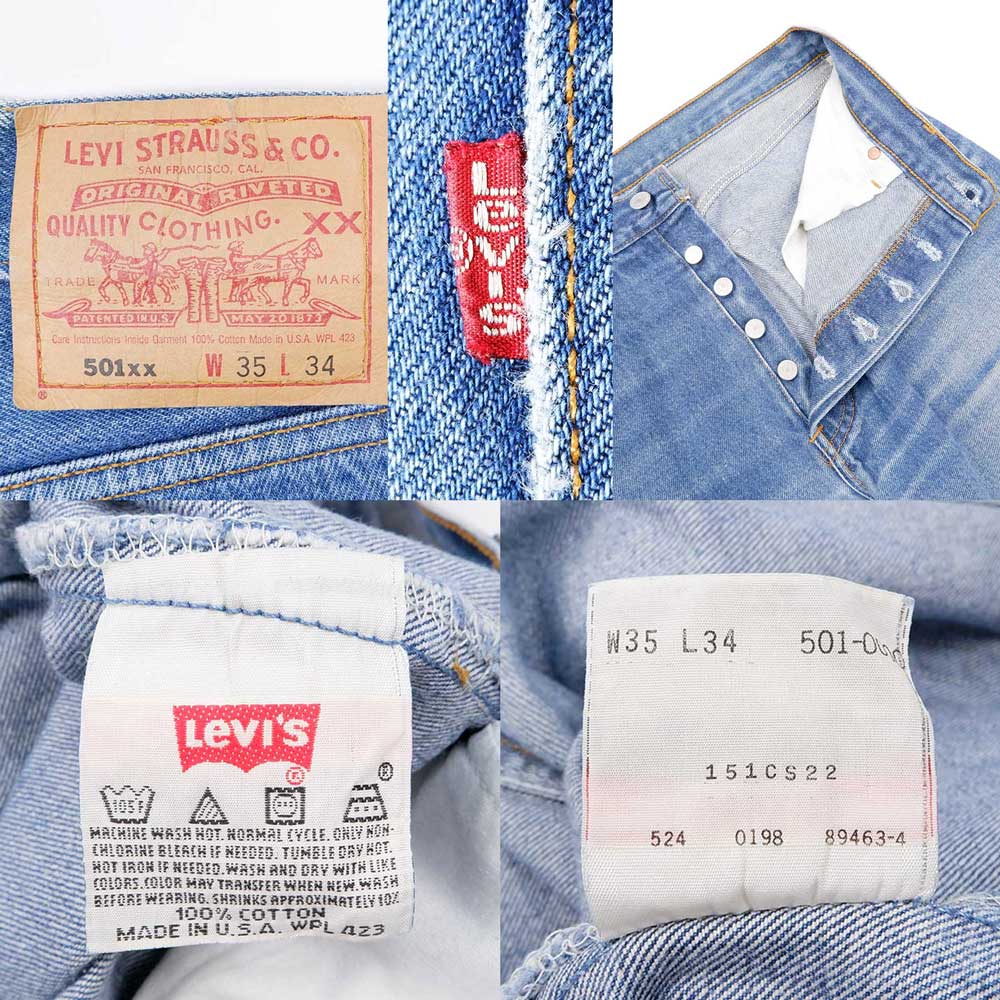 LEVI STRAUSS & CO.
SAN FRANCISCO, CAL.
ORIGINAL RIVETED
QUALITY CLOTHING. XX
TRADE MARK
PATENTED IN U.S. MAY 20 1873
Care Instructions Inside Garment 100% Cotton Made in U.S.A. WPL 423
501xx W 35 L 34
®
LEVI'S
®
LEVI'S
® ®
105°F
MACHINE WASH HOT. NORMAL CYCLE. ONLY NON-
CHLORINE BLEACH IF NEEDED. TUMBLE DRY HOT.
HOT IRON IF NEEDED. WASH AND DRY WITH LIKE
COLORS. COLOR MAY TRANSFER WHEN NEW. WASH
BEFORE WEARING. SHRINKS APPROXIMATELY 10%
100% COTTON
MADE IN U.S.A. WPL 423
W35 L34
151CS22
524 0198 89463-4